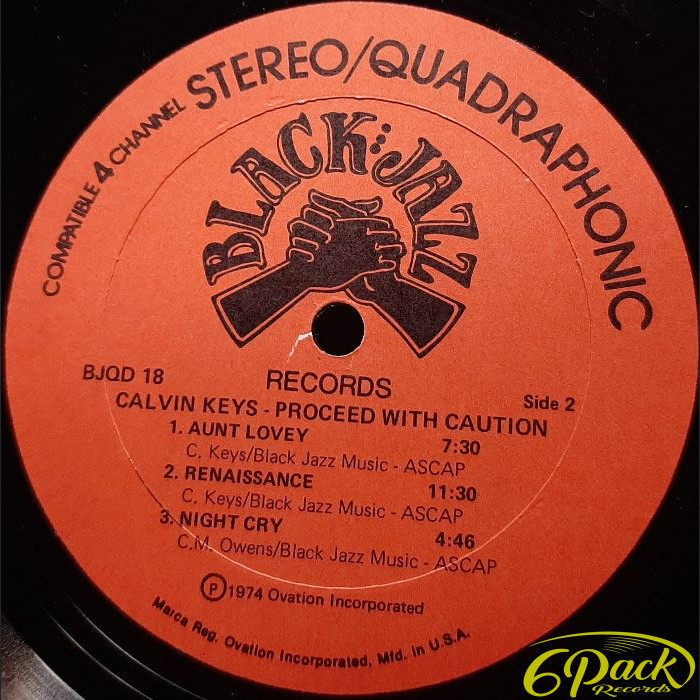 COMPATIBLE 4 CHANNEL STEREO/QUADRAPHONIC
BLACK JAZZ
RECORDS
BJQD 18
Side 2
CALVIN KEYS - PROCEED WITH CAUTION
1. AUNT LOVEY 7:30
C. Keys/Black Jazz Music - ASCAP
2. RENAISSANCE 11:30
C. Keys/Black Jazz Music - ASCAP
3. NIGHT CRY 4:46
C.M. Owens/Black Jazz Music - ASCAP
Ⓟ1974 Ovation Incorporated
Marca Reg. Ovation Incorporated, Mfd. in U.S.A.
6Pack
Records